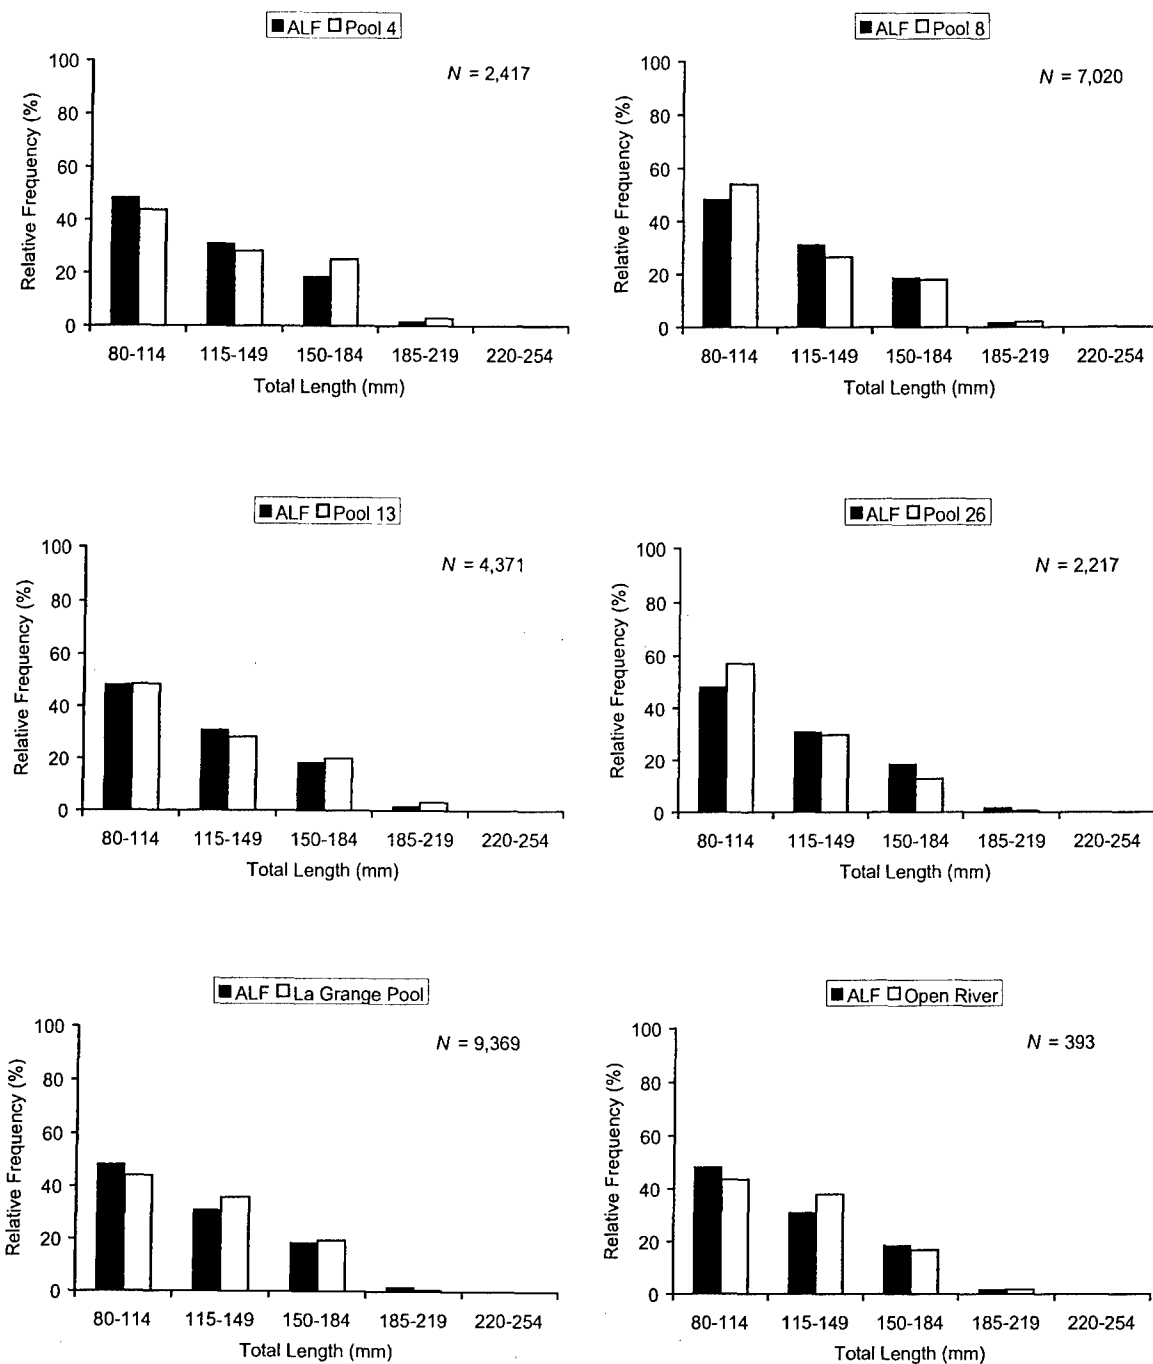 ALF Pool 4
N = 2,417
Relative Frequency (%)
100
80
60
40
20
0
80-114 115-149 150-184 185-219 220-254
Total Length (mm)
ALF Pool 8
N = 7,020
Relative Frequency (%)
100
80
60
40
20
0
80-114 115-149 150-184 185-219 220-254
Total Length (mm)
ALF Pool 13
N = 4,371
Relative Frequency (%)
100
80
60
40
20
0
80-114 115-149 150-184 185-219 220-254
Total Length (mm)
ALF Pool 26
N = 2,217
Relative Frequency (%)
100
80
60
40
20
0
80-114 115-149 150-184 185-219 220-254
Total Length (mm)
ALF La Grange Pool
N = 9,369
Relative Frequency (%)
100
80
60
40
20
0
80-114 115-149 150-184 185-219 220-254
Total Length (mm)
ALF Open River
N = 393
Relative Frequency (%)
100
80
60
40
20
0
80-114 115-149 150-184 185-219 220-254
Total Length (mm)